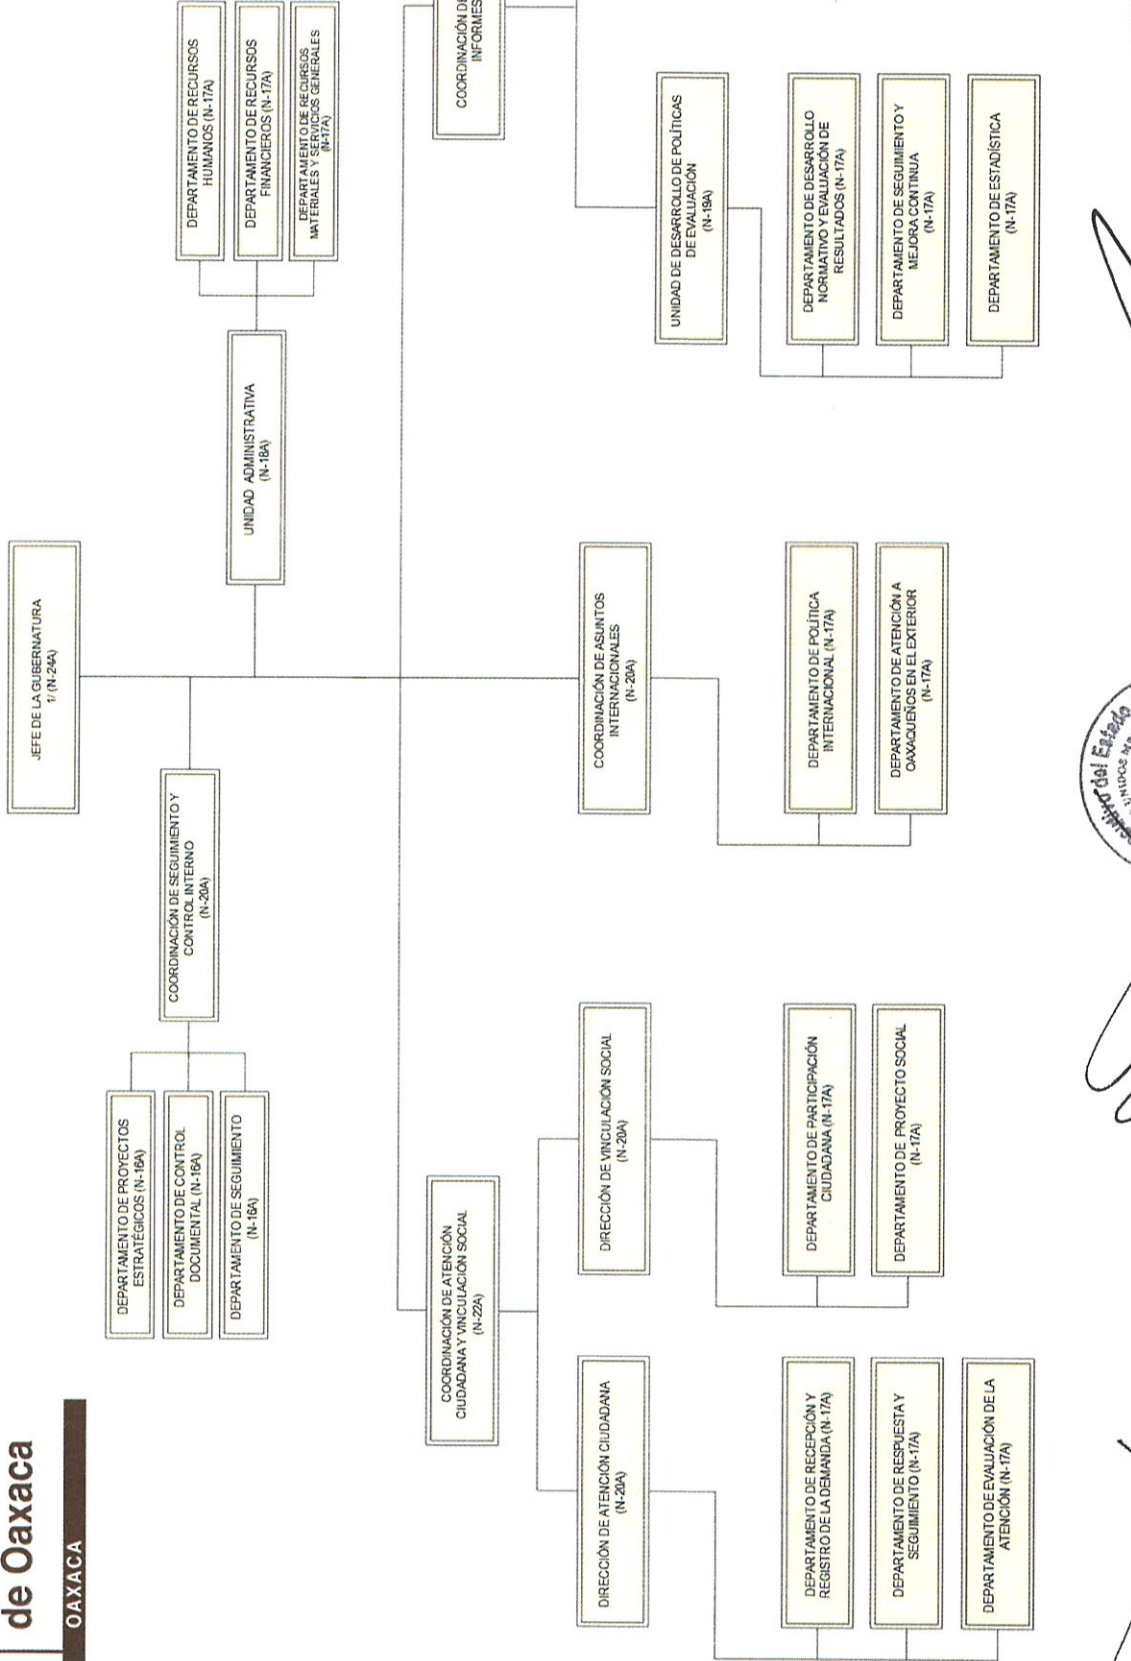 de Oaxaca
OAXACA
JEFE DE LA GUBERNATURA
1/ (N-24A)
COORDINACIÓN DE SEGUIMIENTO Y
CONTROL INTERNO
(N-20A)
DEPARTAMENTO DE PROYECTOS
ESTRATÉGICOS (N-16A)
DEPARTAMENTO DE CONTROL
DOCUMENTAL (N-16A)
DEPARTAMENTO DE SEGUIMIENTO
(N-16A)
UNIDAD ADMINISTRATIVA
(N-18A)
DEPARTAMENTO DE RECURSOS
HUMANOS (N-17A)
DEPARTAMENTO DE RECURSOS
FINANCIEROS (N-17A)
DEPARTAMENTO DE RECURSOS
MATERIALES Y SERVICIOS GENERALES
(N-17A)
COORDINACIÓN DE ATENCIÓN
CIUDADANA Y VINCULACIÓN SOCIAL
(N-22A)
COORDINACIÓN DE
INFORMES
DIRECCIÓN DE ATENCIÓN CIUDADANA
(N-20A)
DIRECCIÓN DE VINCULACIÓN SOCIAL
(N-20A)
COORDINACIÓN DE ASUNTOS
INTERNACIONALES
(N-20A)
UNIDAD DE DESARROLLO DE POLÍTICAS
DE EVALUACIÓN
(N-19A)
DEPARTAMENTO DE RECEPCIÓN Y
REGISTRO DE LA DEMANDA (N-17A)
DEPARTAMENTO DE RESPUESTA Y
SEGUIMIENTO (N-17A)
DEPARTAMENTO DE EVALUACIÓN DE LA
ATENCIÓN (N-17A)
DEPARTAMENTO DE PARTICIPACIÓN
CIUDADANA (N-17A)
DEPARTAMENTO DE PROYECTO SOCIAL
(N-17A)
DEPARTAMENTO DE POLÍTICA
INTERNACIONAL (N-17A)
DEPARTAMENTO DE ATENCIÓN A
OAXAQUEÑOS EN EL EXTERIOR
(N-17A)
DEPARTAMENTO DE DESARROLLO
NORMATIVO Y EVALUACIÓN DE
RESULTADOS (N-17A)
DEPARTAMENTO DE SEGUIMIENTO Y
MEJORA CONTINUA
(N-17A)
DEPARTAMENTO DE ESTADÍSTICA
(N-17A)
del Estado
UNIDOS